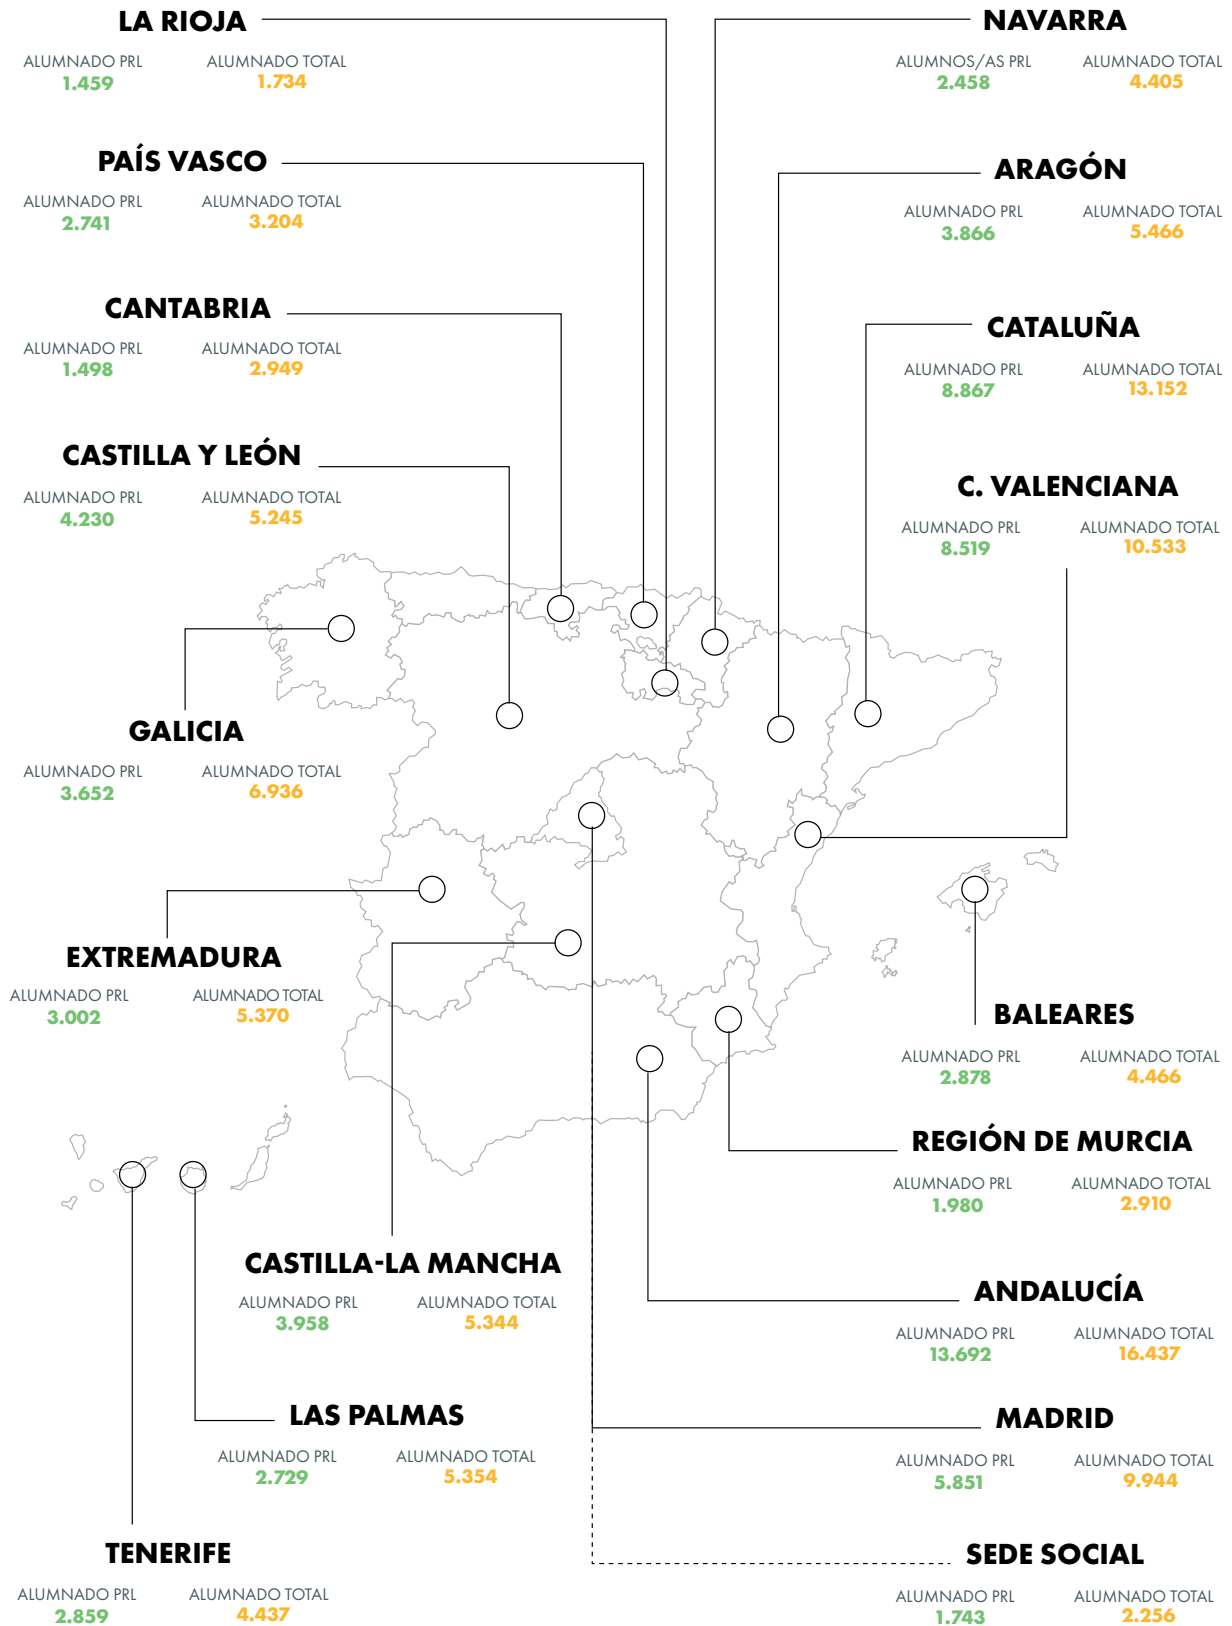 LA RIOJA
ALUMNADO PRL ALUMNADO TOTAL
1.459 1.734
PAÍS VASCO
ALUMNADO PRL ALUMNADO TOTAL
2.741 3.204
CANTABRIA
ALUMNADO PRL ALUMNADO TOTAL
1.498 2.949
CASTILLA Y LEÓN
ALUMNADO PRL ALUMNADO TOTAL
4.230 5.245
GALICIA
ALUMNADO PRL ALUMNADO TOTAL
3.652 6.936
EXTREMADURA
ALUMNADO PRL ALUMNADO TOTAL
3.002 5.370
CASTILLA-LA MANCHA
ALUMNADO PRL ALUMNADO TOTAL
3.958 5.344
LAS PALMAS
ALUMNADO PRL ALUMNADO TOTAL
2.729 5.354
TENERIFE
ALUMNADO PRL ALUMNADO TOTAL
2.859 4.437
NAVARRA
ALUMNOS/AS PRL ALUMNADO TOTAL
2.458 4.405
ARAGÓN
ALUMNADO PRL ALUMNADO TOTAL
3.866 5.466
CATALUÑA
ALUMNADO PRL ALUMNADO TOTAL
8.867 13.152
C. VALENCIANA
ALUMNADO PRL ALUMNADO TOTAL
8.519 10.533
BALEARES
ALUMNADO PRL ALUMNADO TOTAL
2.878 4.466
REGIÓN DE MURCIA
ALUMNADO PRL ALUMNADO TOTAL
1.980 2.910
ANDALUCÍA
ALUMNADO PRL ALUMNADO TOTAL
13.692 16.437
MADRID
ALUMNADO PRL ALUMNADO TOTAL
5.851 9.944
SEDE SOCIAL
ALUMNADO PRL ALUMNADO TOTAL
1.743 2.256